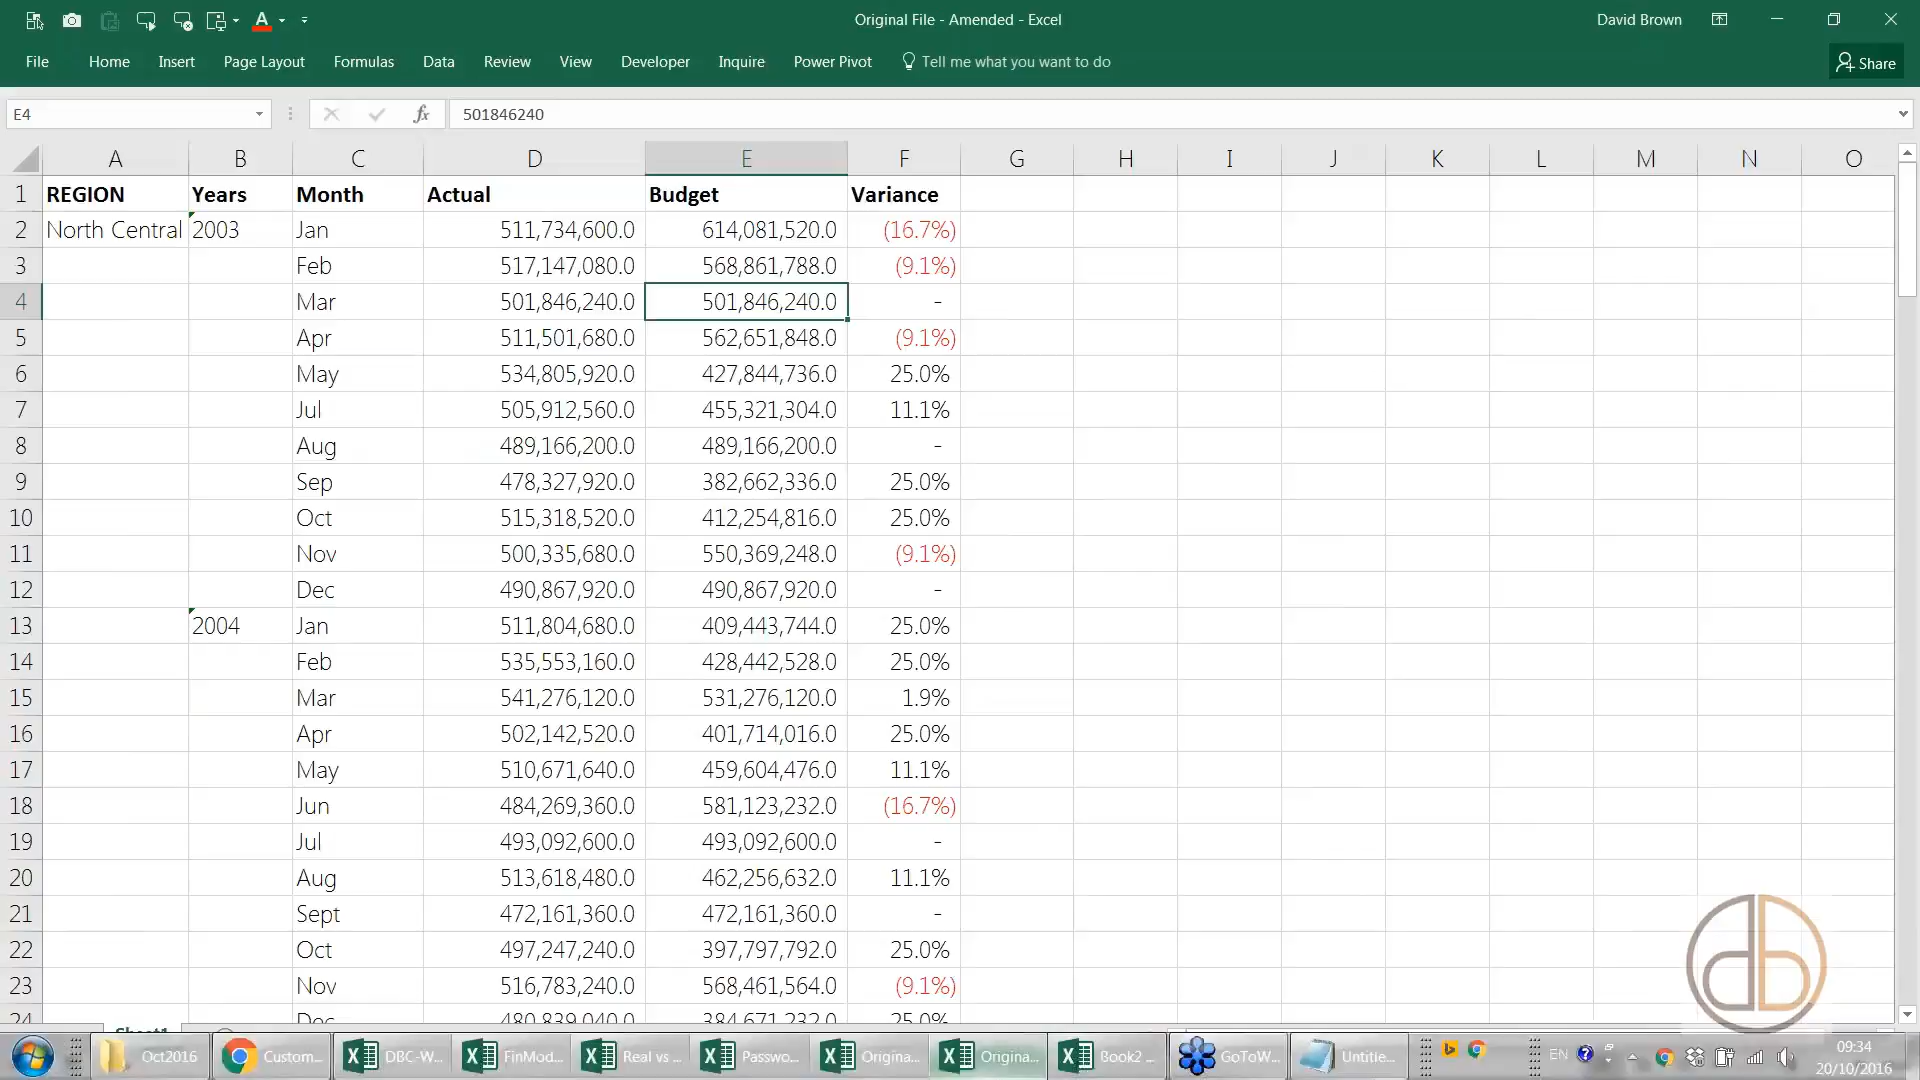 Original File - Amended - Excel
David Brown
File Home Insert Page Layout Formulas Data Review View Developer Inquire Power Pivot Tell me what you want to do Share
E4 fx 501846240
A B C D E F G H I J K L M N O
1 REGION Years Month Actual Budget Variance
2 North Central 2003 Jan 511,734,600.0 614,081,520.0 (16.7%)
3 Feb 517,147,080.0 568,861,788.0 (9.1%)
4 Mar 501,846,240.0 501,846,240.0 -
5 Apr 511,501,680.0 562,651,848.0 (9.1%)
6 May 534,805,920.0 427,844,736.0 25.0%
7 Jul 505,912,560.0 455,321,304.0 11.1%
8 Aug 489,166,200.0 489,166,200.0 -
9 Sep 478,327,920.0 382,662,336.0 25.0%
10 Oct 515,318,520.0 412,254,816.0 25.0%
11 Nov 500,335,680.0 550,369,248.0 (9.1%)
12 Dec 490,867,920.0 490,867,920.0 -
13 2004 Jan 511,804,680.0 409,443,744.0 25.0%
14 Feb 535,553,160.0 428,442,528.0 25.0%
15 Mar 541,276,120.0 531,276,120.0 1.9%
16 Apr 502,142,520.0 401,714,016.0 25.0%
17 May 510,671,640.0 459,604,476.0 11.1%
18 Jun 484,269,360.0 581,123,232.0 (16.7%)
19 Jul 493,092,600.0 493,092,600.0 -
20 Aug 513,618,480.0 462,256,632.0 11.1%
21 Sept 472,161,360.0 472,161,360.0 -
22 Oct 497,247,240.0 397,797,792.0 25.0%
23 Nov 516,783,240.0 568,461,564.0 (9.1%)
24 Dec 480,839,040.0 384,671,232.0 25.0%
Sheet1
db
Oct2016 Custom... DBC-W... FinMod... Real vs ... Passwo... Origina... Origina... Book2 ... GoToW... Untitle... EN
09:34
20/10/2016